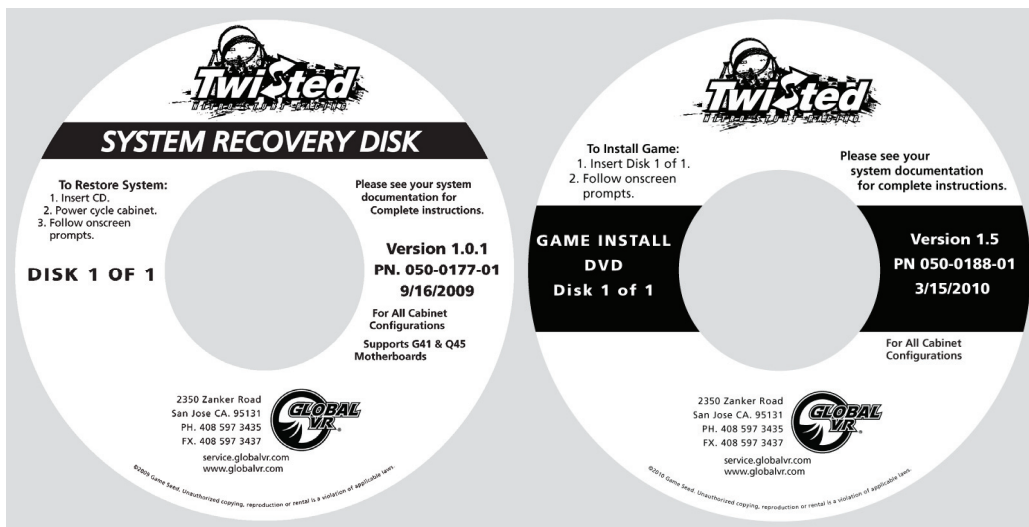 Twisted
SYSTEM RECOVERY DISK
To Restore System:
1. Insert CD.
2. Power cycle cabinet.
3. Follow onscreen
prompts.
DISK 1 OF 1
Please see your system
documentation for
Complete instructions.
Version 1.0.1
PN. 050-0177-01
9/16/2009
For All Cabinet
Configurations
Supports G41 & Q45
Motherboards
2350 Zanker Road
San Jose CA. 95131
PH. 408 597 3435
FX. 408 597 3437
GLOBAL
VR®
service.globalvr.com
www.globalvr.com
©2009 Game Seed. Unauthorized copying, reproduction or rental is a violation of applicable laws.
Twisted
To Install Game:
1. Insert Disk 1 of 1.
2. Follow onscreen
prompts.
Please see your
system documentation
for complete instructions.
GAME INSTALL
DVD
Disk 1 of 1
Version 1.5
PN 050-0188-01
3/15/2010
For All Cabinet
Configurations
2350 Zanker Road
San Jose CA. 95131
PH. 408 597 3435
FX. 408 597 3437
GLOBAL
VR®
service.globalvr.com
www.globalvr.com
©2010 Game Seed. Unauthorized copying, reproduction or rental is a violation of applicable laws.